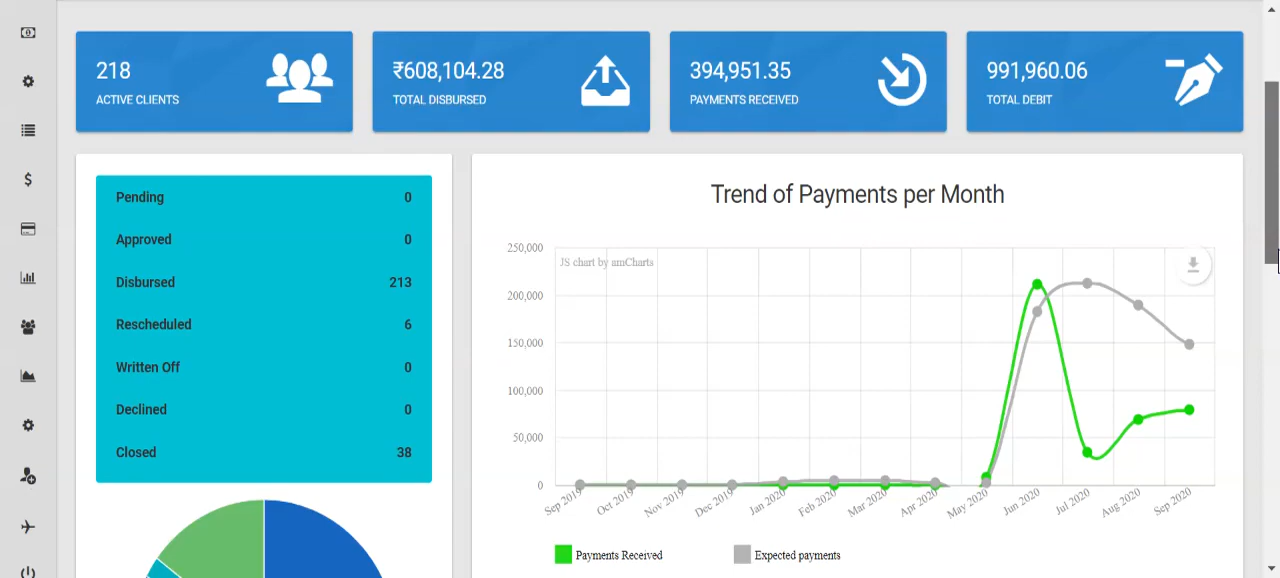 218
ACTIVE CLIENTS
₹608,104.28
TOTAL DISBURSED
394,951.35
PAYMENTS RECEIVED
991,960.06
TOTAL DEBIT
Pending 0
Approved 0
Disbursed 213
Rescheduled 6
Written Off 0
Declined 0
Closed 38
Trend of Payments per Month
250,000
JS chart by amCharts
200,000
150,000
100,000
50,000
0
Sep 2019 Oct 2019 Nov 2019 Dec 2019 Jan 2020 Feb 2020 Mar 2020 Apr 2020 May 2020 Jun 2020 Jul 2020 Aug 2020 Sep 2020
Payments Received Expected payments